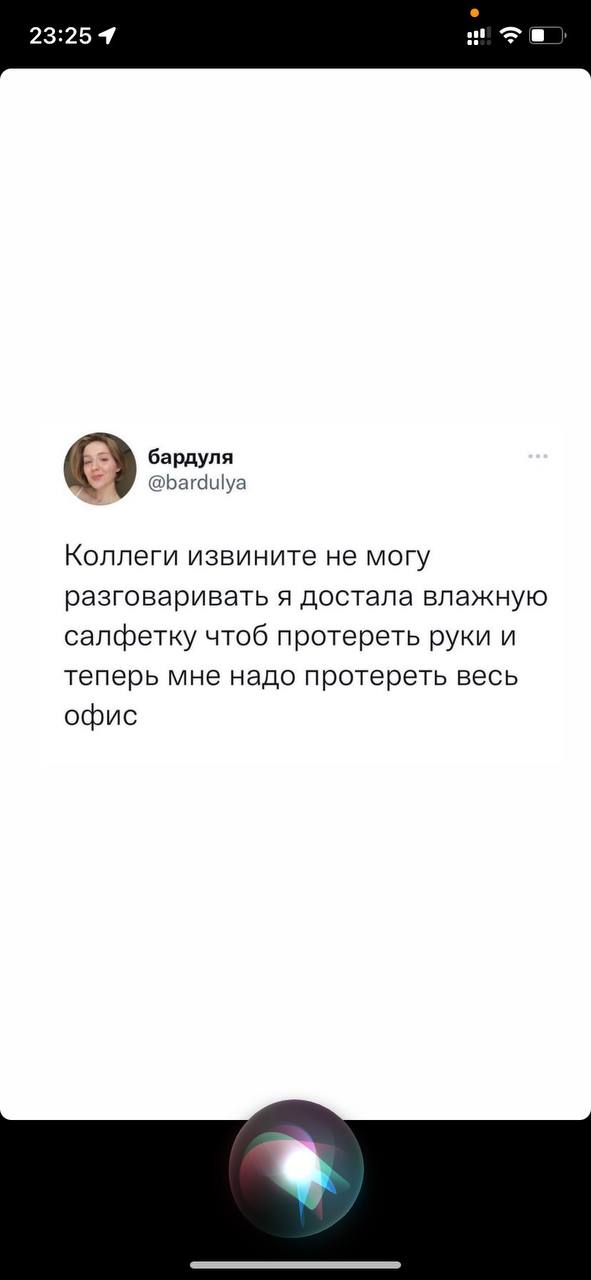 23:25
бардуля
@bardulya
Коллеги извините не могу
разговаривать я достала влажную
салфетку чтоб протереть руки и
теперь мне надо протереть весь
офис